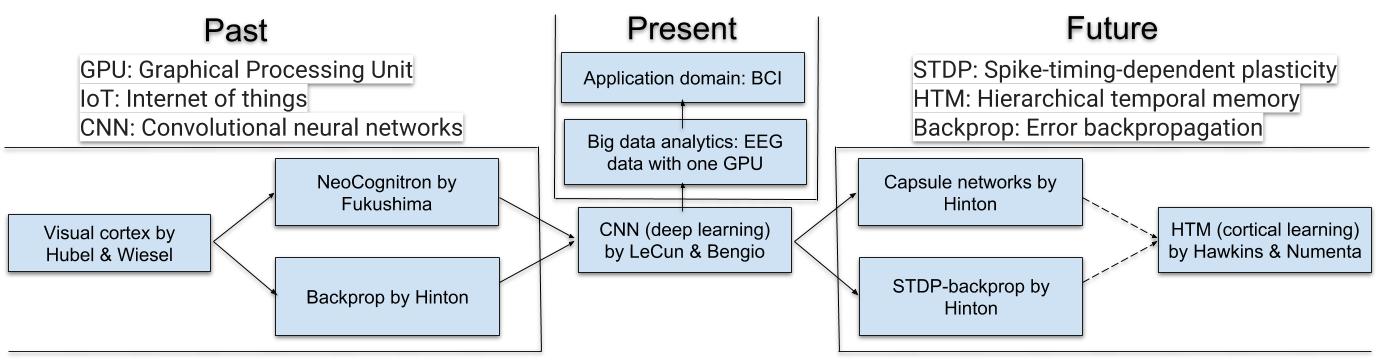 Past
GPU: Graphical Processing Unit
IoT: Internet of things
CNN: Convolutional neural networks
Visual cortex by
Hubel & Wiesel
NeoCognitron by
Fukushima
Backprop by Hinton
Present
Application domain: BCI
Big data analytics: EEG
data with one GPU
CNN (deep learning)
by LeCun & Bengio
Future
STDP: Spike-timing-dependent plasticity
HTM: Hierarchical temporal memory
Backprop: Error backpropagation
Capsule networks by
Hinton
STDP-backprop by
Hinton
HTM (cortical learning)
by Hawkins & Numenta